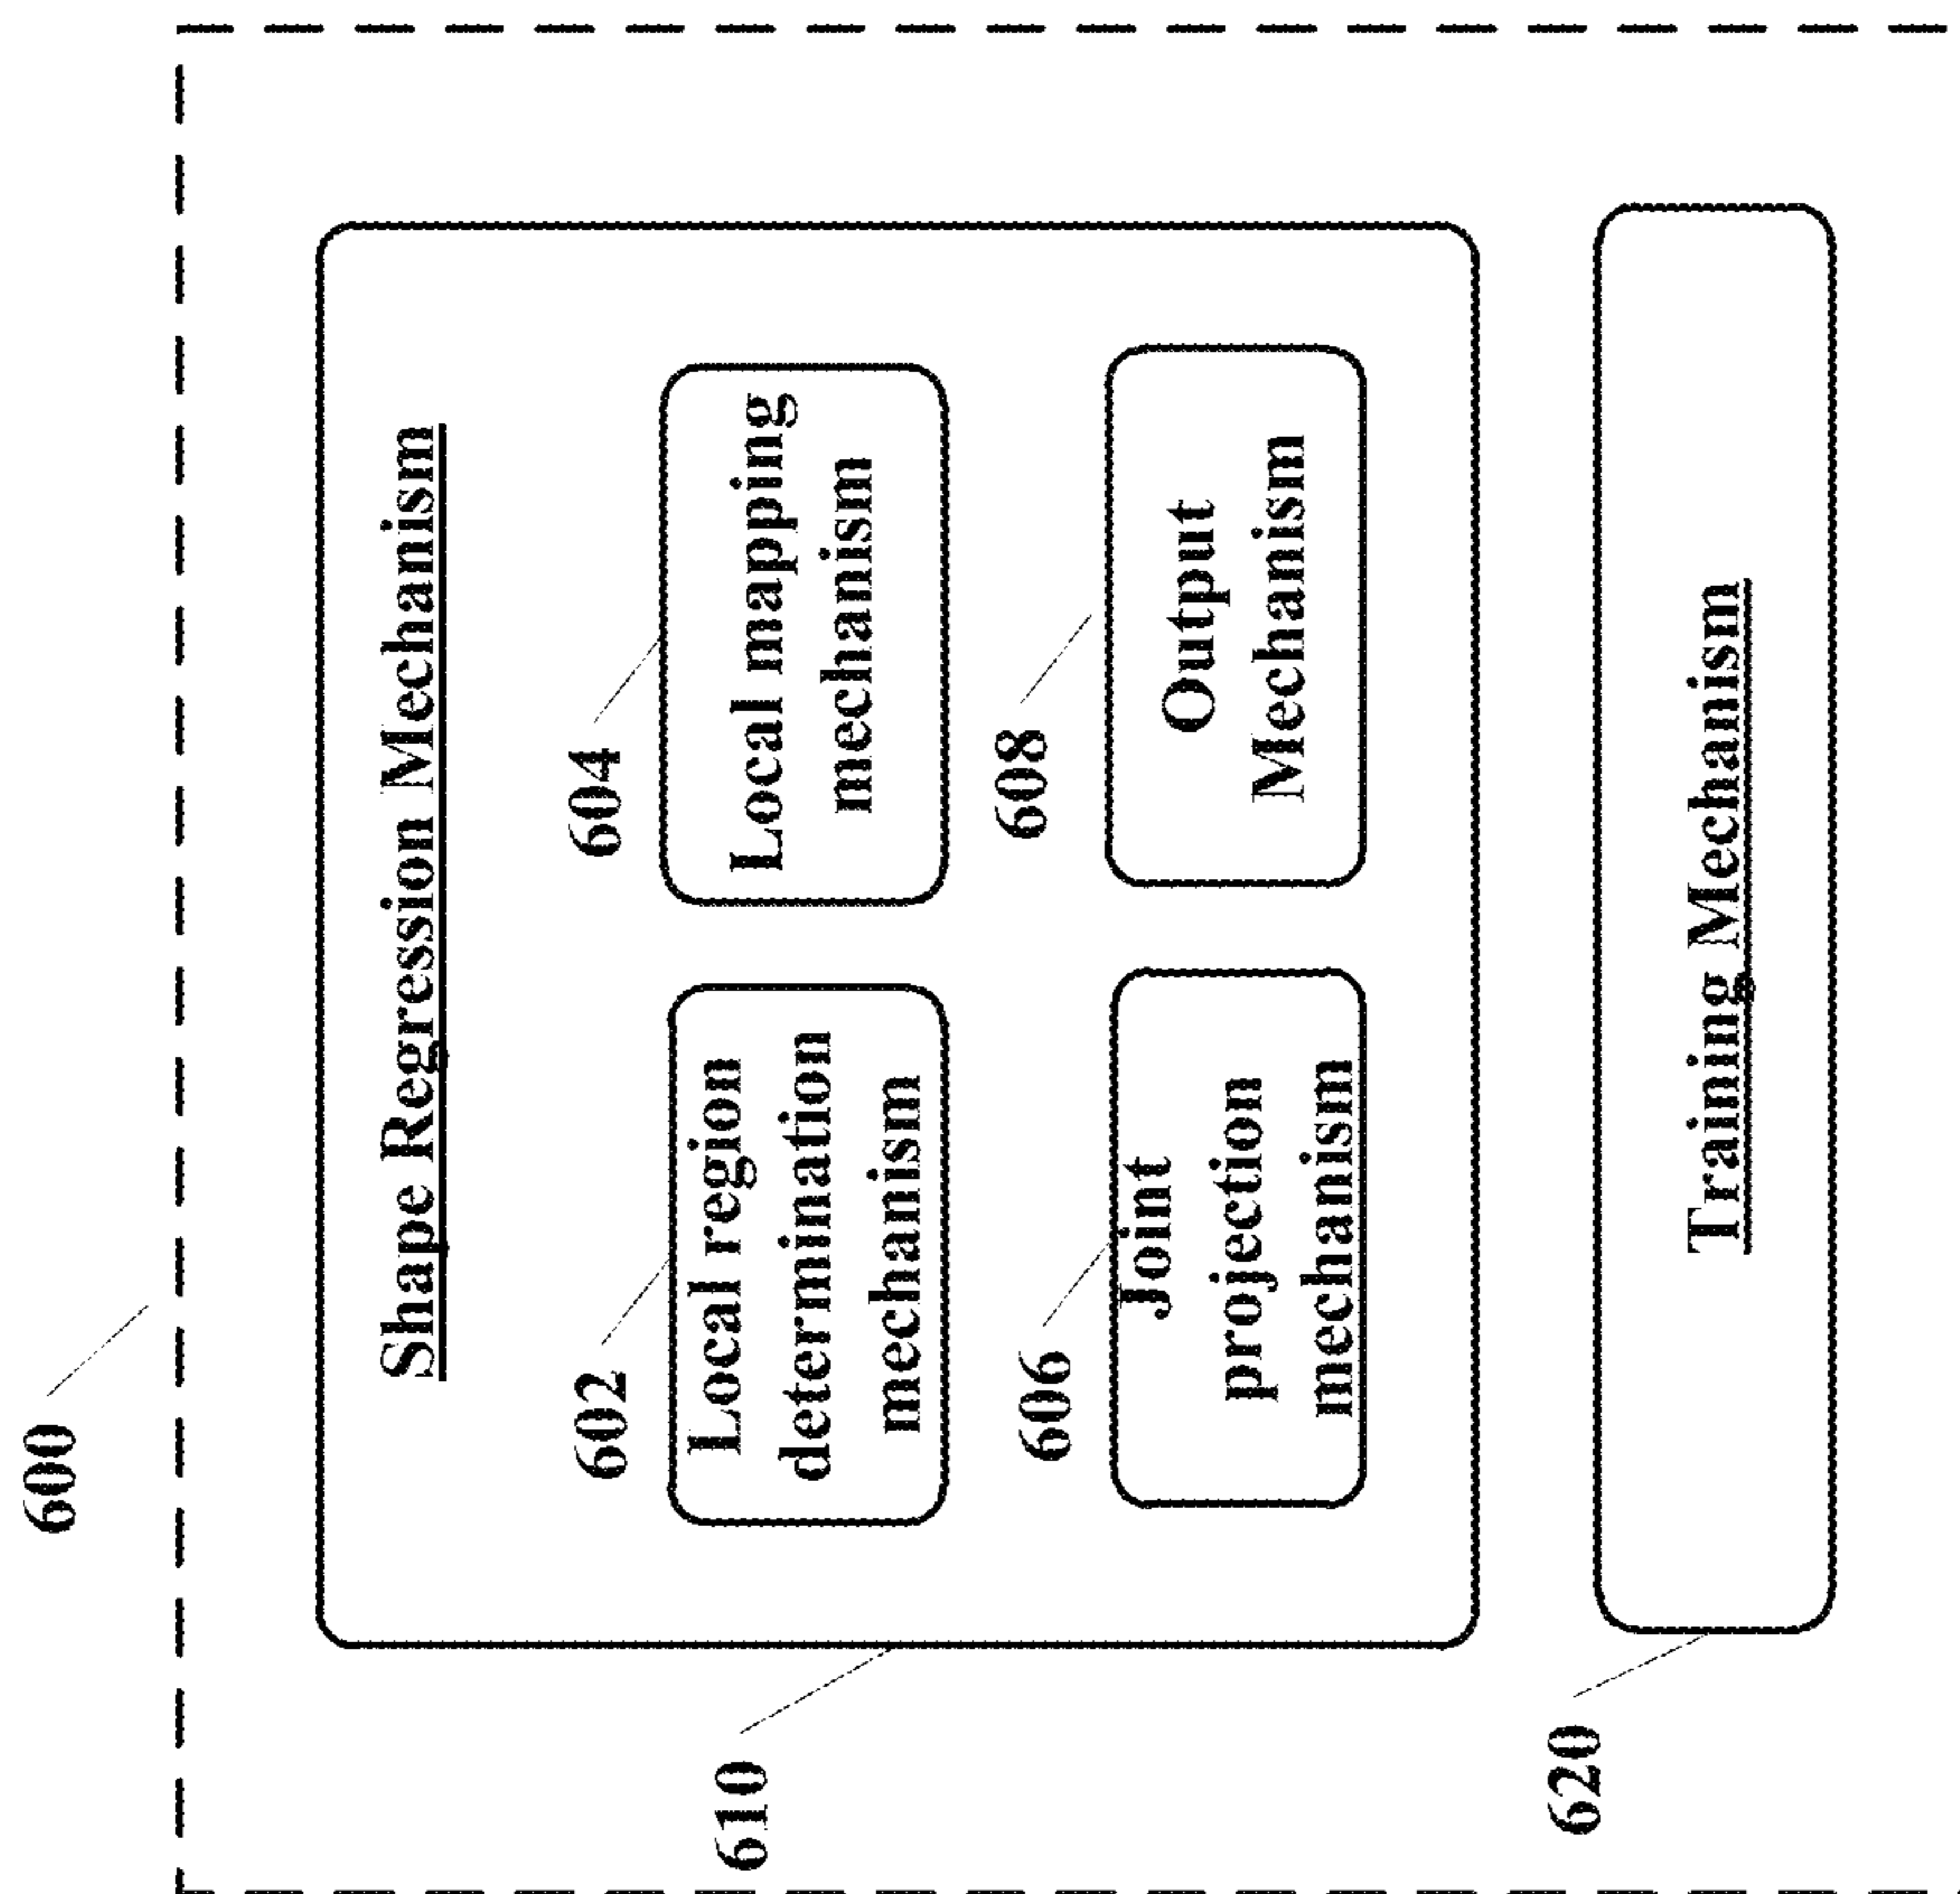 600
Shape Regression Mechanism
602
Local region
determination
mechanism
604
Local mapping
mechanism
606
Joint
projection
mechanism
608
Output
Mechanism
610
Training Mechanism
620